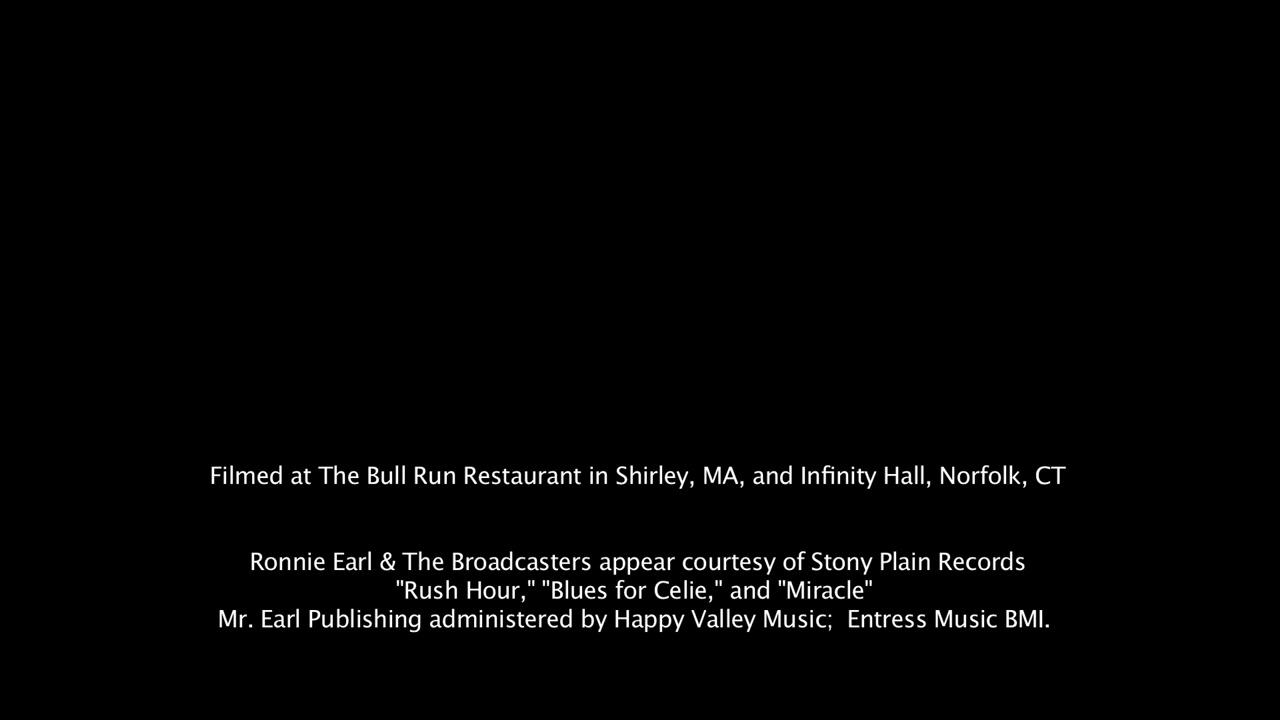 Filmed at The Bull Run Restaurant in Shirley, MA, and Infinity Hall, Norfolk, CT
Ronnie Earl & The Broadcasters appear courtesy of Stony Plain Records
"Rush Hour," "Blues for Celie," and "Miracle"
Mr. Earl Publishing administered by Happy Valley Music;  Entress Music BMI.